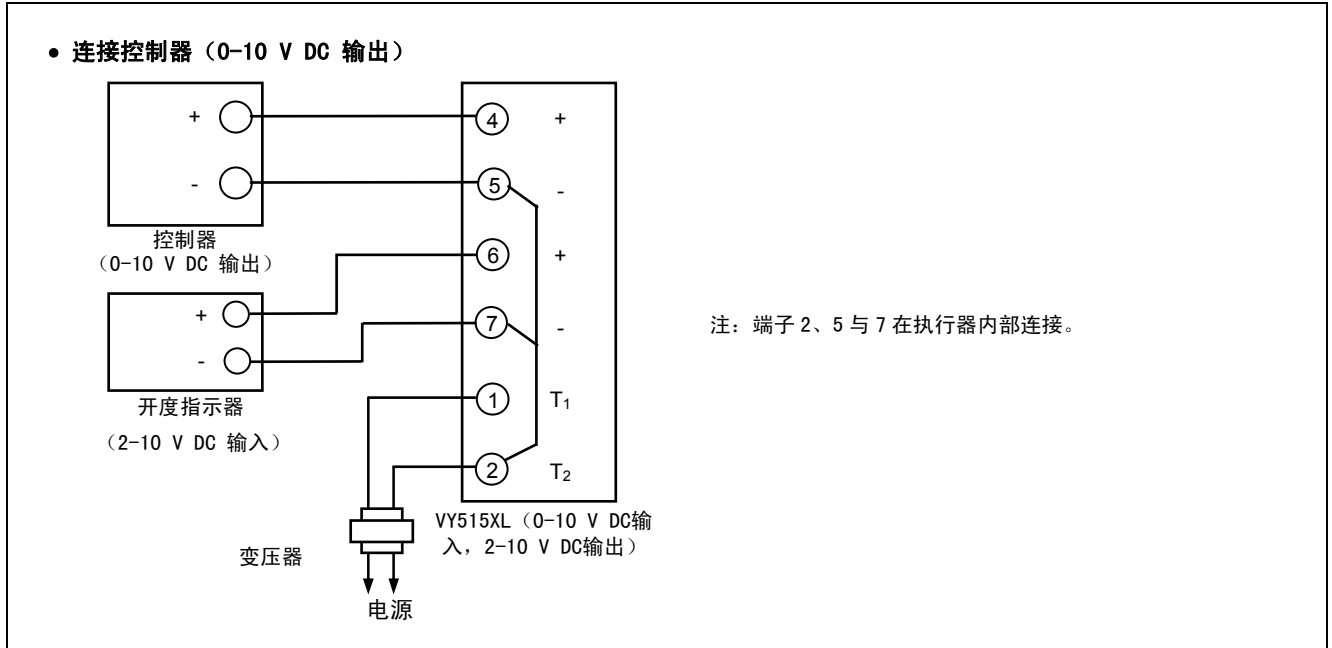 • 连接控制器（0-10 V DC 输出）
+ 4 +
- 5 -
控制器
（0-10 V DC 输出）
6 +
+
7 -
-
注：端子 2、5 与 7 在执行器内部连接。
开度指示器
（2-10 V DC 输入）
1 T₁
2 T₂
VY515XL（0-10 V DC输
入，2-10 V DC输出）
变压器
电源